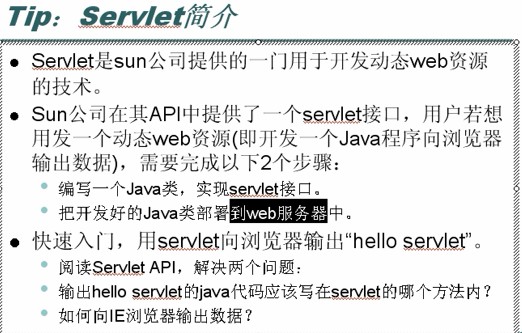 Tip：Servlet简介
Servlet是sun公司提供的一门用于开发动态web资源
的技术。
Sun公司在其API中提供了一个servlet接口，用户若想
用发一个动态web资源(即开发一个Java程序向浏览器
输出数据)，需要完成以下2个步骤：
编写一个Java类，实现servlet接口。
把开发好的Java类部署到web服务器中。
快速入门，用servlet向浏览器输出“hello servlet”。
阅读Servlet API，解决两个问题：
输出hello servlet的java代码应该写在servlet的哪个方法内？
如何向IE浏览器输出数据？